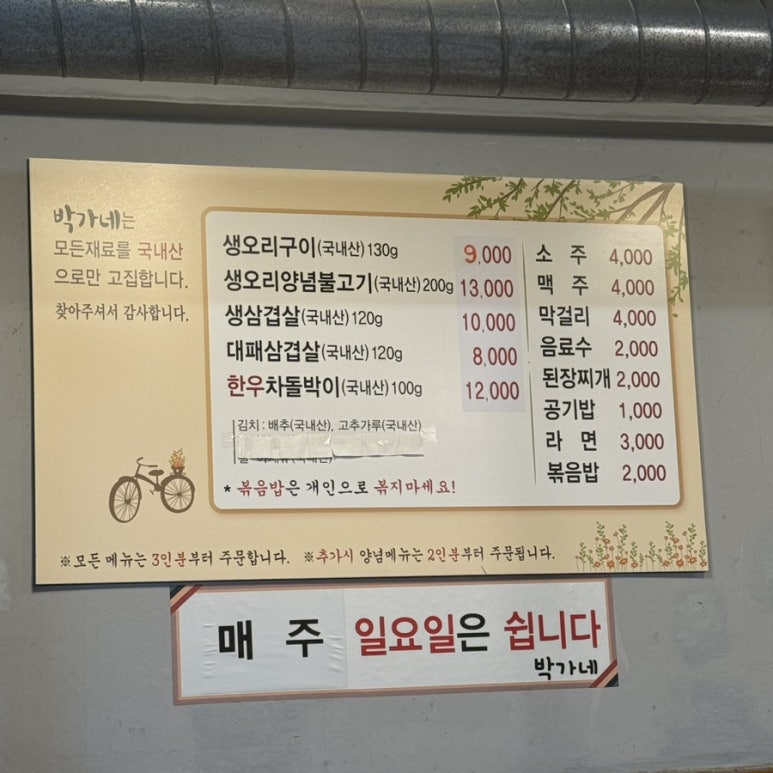 박가네는
모든재료를 국내산
으로만 고집합니다.
찾아주셔서 감사합니다.
생오리구이(국내산)130g 9,000
생오리양념불고기(국내산)200g 13,000
생삼겹살(국내산)120g 10,000
대패삼겹살(국내산)120g 8,000
한우차돌박이(국내산)100g 12,000
김치 : 배추(국내산), 고추가루(국내산)
* 볶음밥은 개인으로 볶지마세요!
소 주 4,000
맥 주 4,000
막걸리 4,000
음료수 2,000
된장찌개 2,000
공기밥 1,000
라 면 3,000
볶음밥 2,000
※모든 메뉴는 3인분부터 주문합니다. ※추가시 양념메뉴는 2인분부터 주문됩니다.
매 주 일요일은 쉽니다
박가네